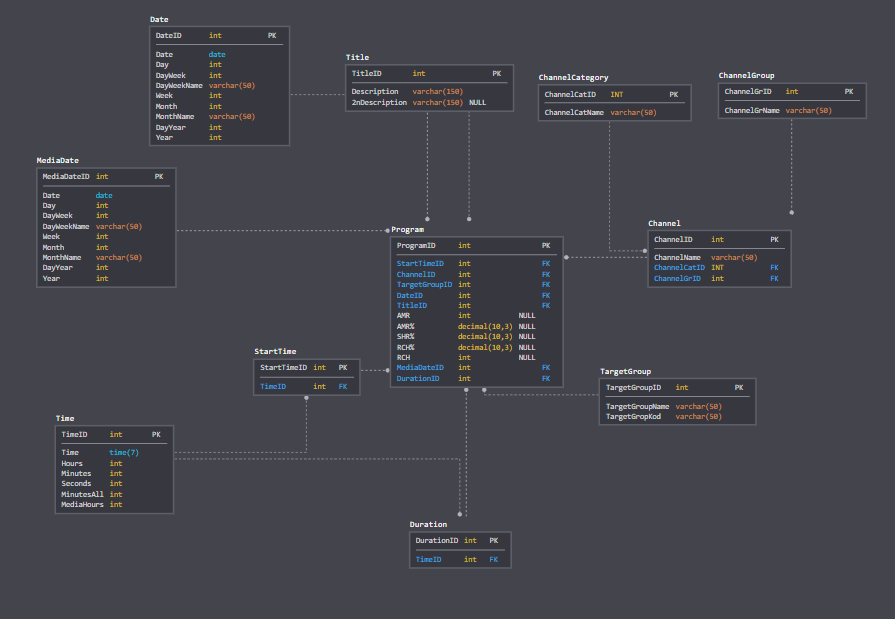 Date
DateID int PK
Date date
Day int
DayWeek int
DayWeekName varchar(50)
Week int
Month int
MonthName varchar(50)
DayYear int
Year int
Title
TitleID int PK
Description varchar(150)
2nDescription varchar(150) NULL
ChannelCategory
ChannelCatID INT PK
ChannelCatName varchar(50)
ChannelGroup
ChannelGrID int PK
ChannelGrName varchar(50)
MediaDate
MediaDateID int PK
Date date
Day int
DayWeek int
DayWeekName varchar(50)
Week int
Month int
MonthName varchar(50)
DayYear int
Year int
Program
ProgramID int PK
StartTimeID int FK
ChannelID int FK
TargetGroupID int FK
DateID int FK
TitleID int FK
AMR int NULL
AMR% decimal(10,3) NULL
SHR% decimal(10,3) NULL
RCH% decimal(10,3) NULL
RCH int NULL
MediaDateID int FK
DurationID int FK
Channel
ChannelID int PK
ChannelName varchar(50)
ChannelCatID INT FK
ChannelGrID int FK
StartTime
StartTimeID int PK
TimeID int FK
TargetGroup
TargetGroupID int PK
TargetGropName varchar(50)
TargetGropKod varchar(50)
Time
TimeID int PK
Time time(7)
Hours int
Minutes int
Seconds int
MinutesAll int
MediaHours int
Duration
DurationID int PK
TimeID int FK